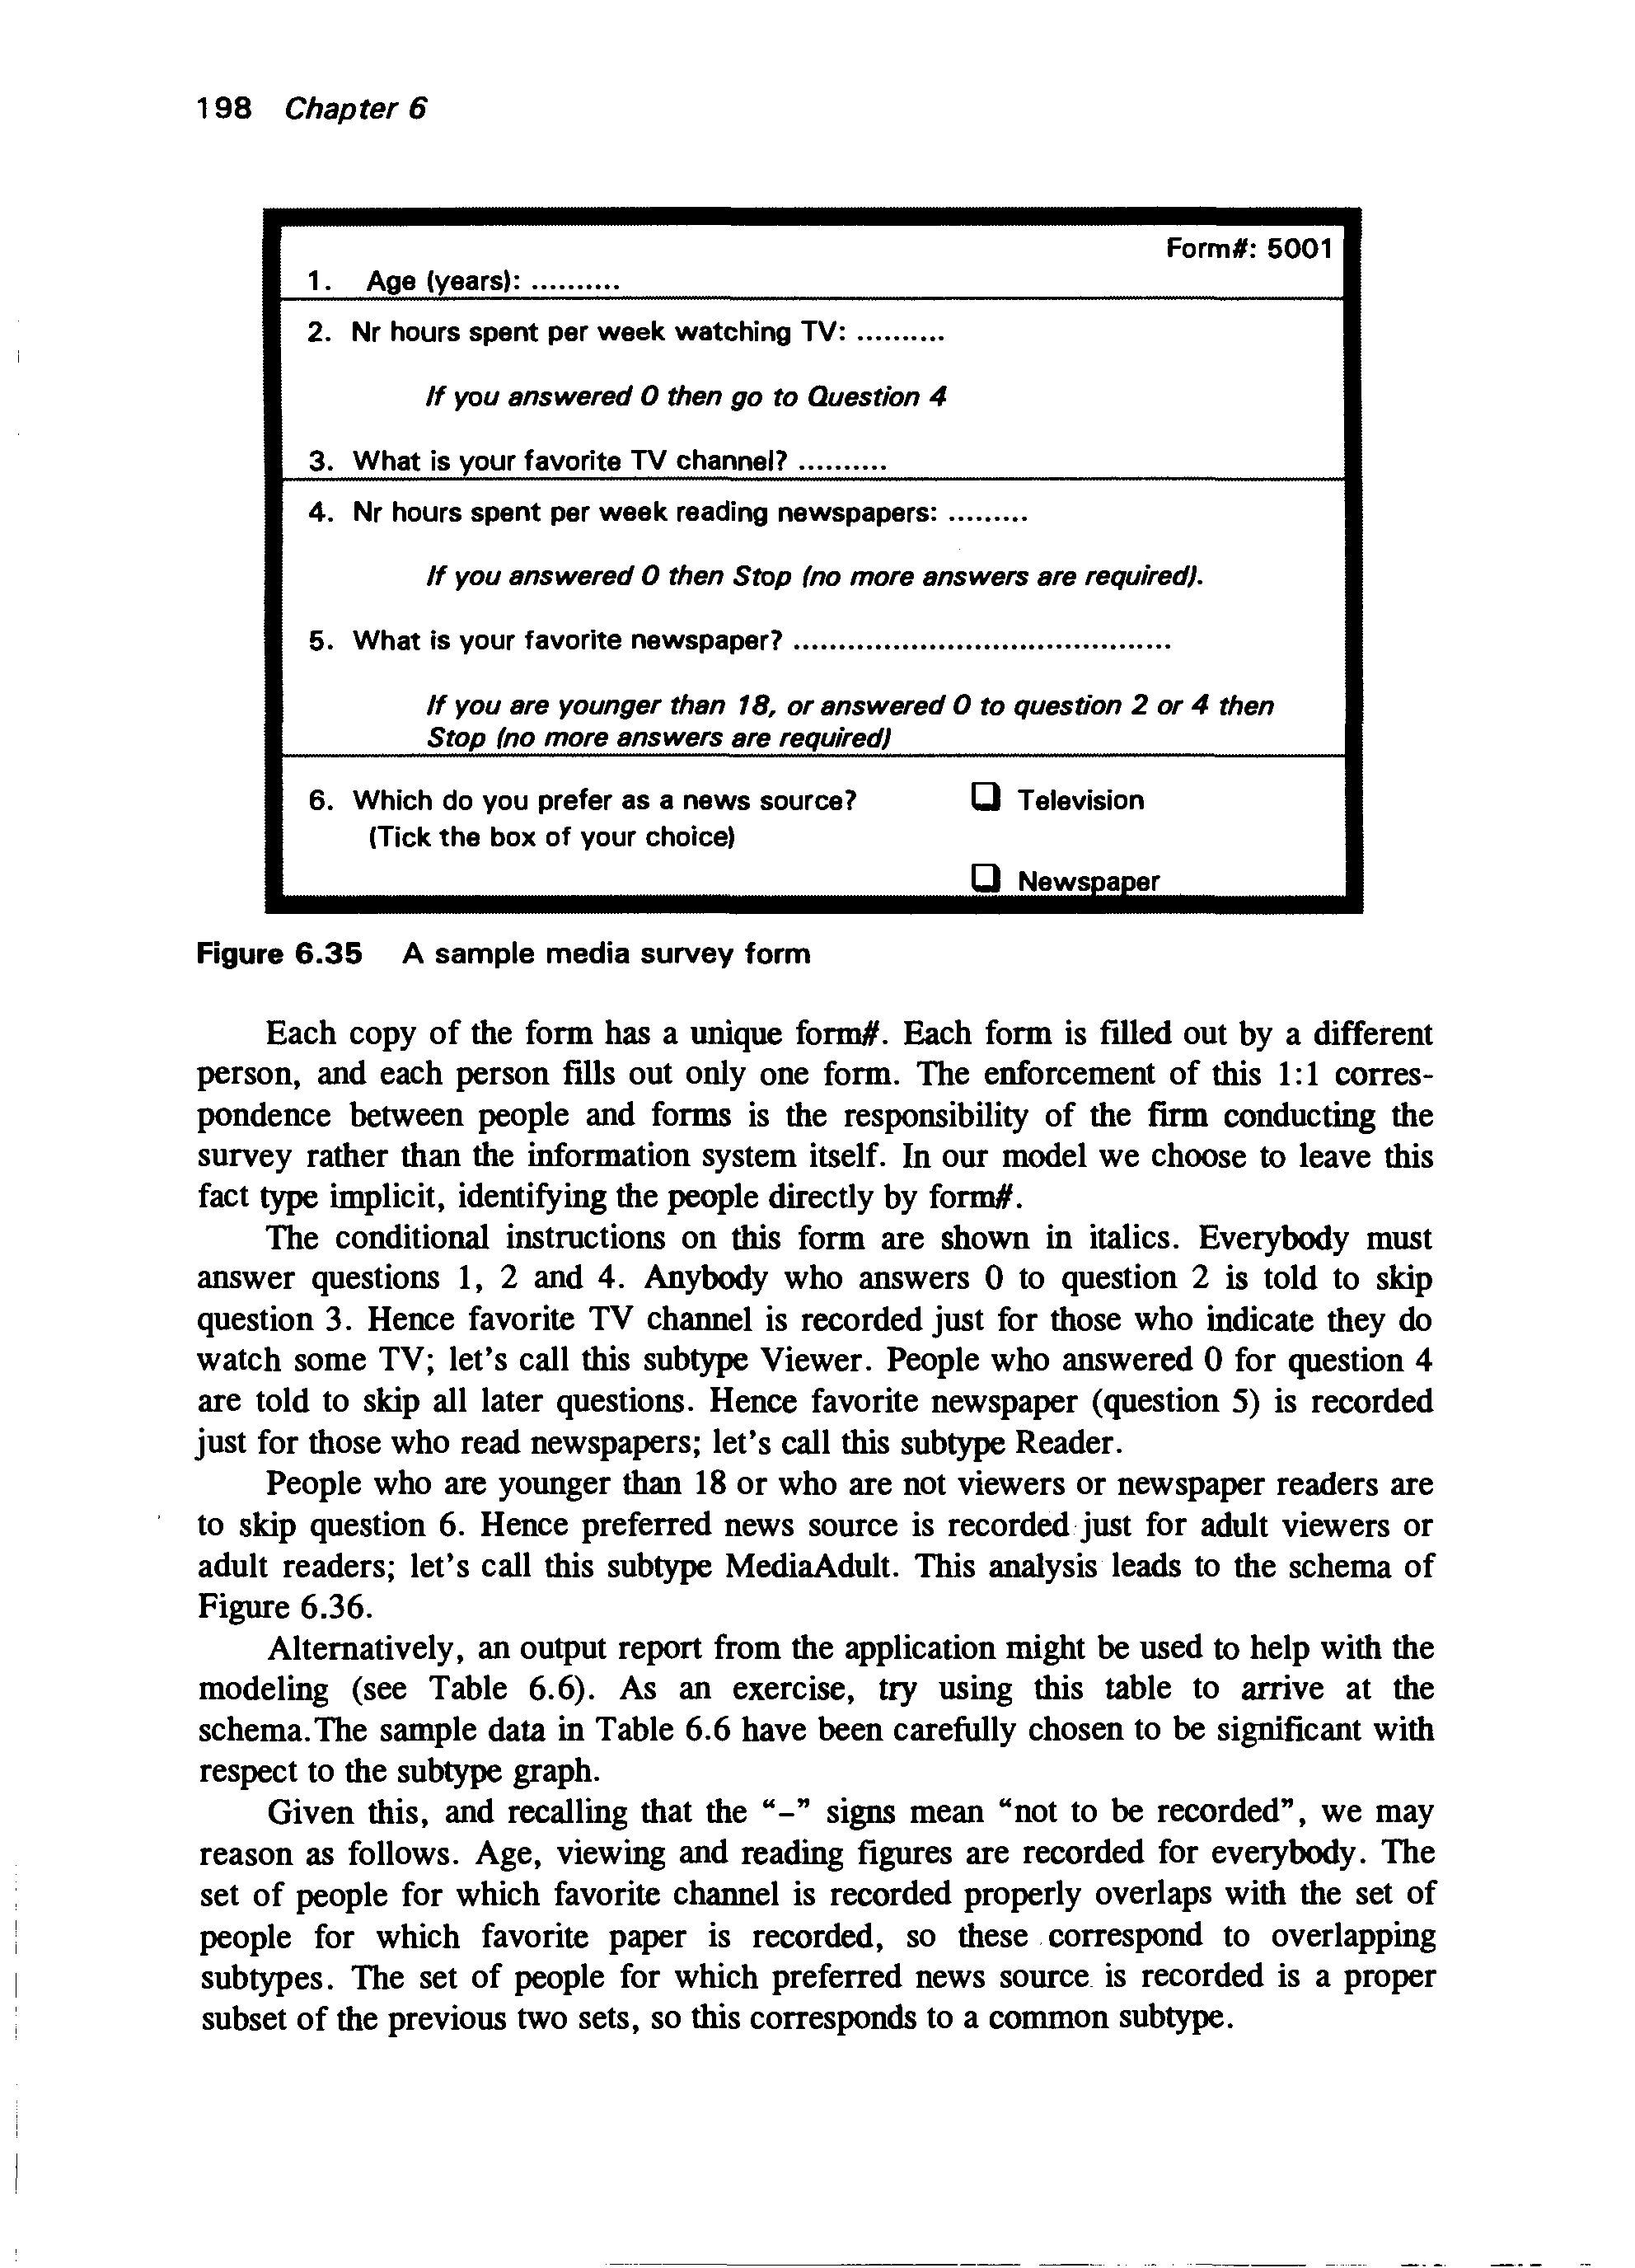 198 Chapter 6
Form#: 5001
1. Age (years): ..........
2. Nr hours spent per week watching TV: ..........
If you answered 0 then go to Question 4
3. What is your favorite TV channel? ..........
4. Nr hours spent per week reading newspapers: .........
If you answered 0 then Stop (no more answers are required).
5. What is your favorite newspaper? ..........................................
If you are younger than 18, or answered 0 to question 2 or 4 then
Stop (no more answers are required)
6. Which do you prefer as a news source? ❑ Television
(Tick the box of your choice)
❑ Newspaper
Figure 6.35 A sample media survey form
Each copy of the form has a unique form#. Each form is filled out by a different
person, and each person fills out only one form. The enforcement of this 1:1 corres-
pondence between people and forms is the responsibility of the firm conducting the
survey rather than the information system itself. In our model we choose to leave this
fact type implicit, identifying the people directly by form#.
The conditional instructions on this form are shown in italics. Everybody must
answer questions 1, 2 and 4. Anybody who answers 0 to question 2 is told to skip
question 3. Hence favorite TV channel is recorded just for those who indicate they do
watch some TV; let's call this subtype Viewer. People who answered 0 for question 4
are told to skip all later questions. Hence favorite newspaper (question 5) is recorded
just for those who read newspapers; let's call this subtype Reader.
People who are younger than 18 or who are not viewers or newspaper readers are
to skip question 6. Hence preferred news source is recorded just for adult viewers or
adult readers; let's call this subtype MediaAdult. This analysis leads to the schema of
Figure 6.36.
Alternatively, an output report from the application might be used to help with the
modeling (see Table 6.6). As an exercise, try using this table to arrive at the
schema.The sample data in Table 6.6 have been carefully chosen to be significant with
respect to the subtype graph.
Given this, and recalling that the “–” signs mean “not to be recorded”, we may
reason as follows. Age, viewing and reading figures are recorded for everybody. The
set of people for which favorite channel is recorded properly overlaps with the set of
people for which favorite paper is recorded, so these correspond to overlapping
subtypes. The set of people for which preferred news source is recorded is a proper
subset of the previous two sets, so this corresponds to a common subtype.